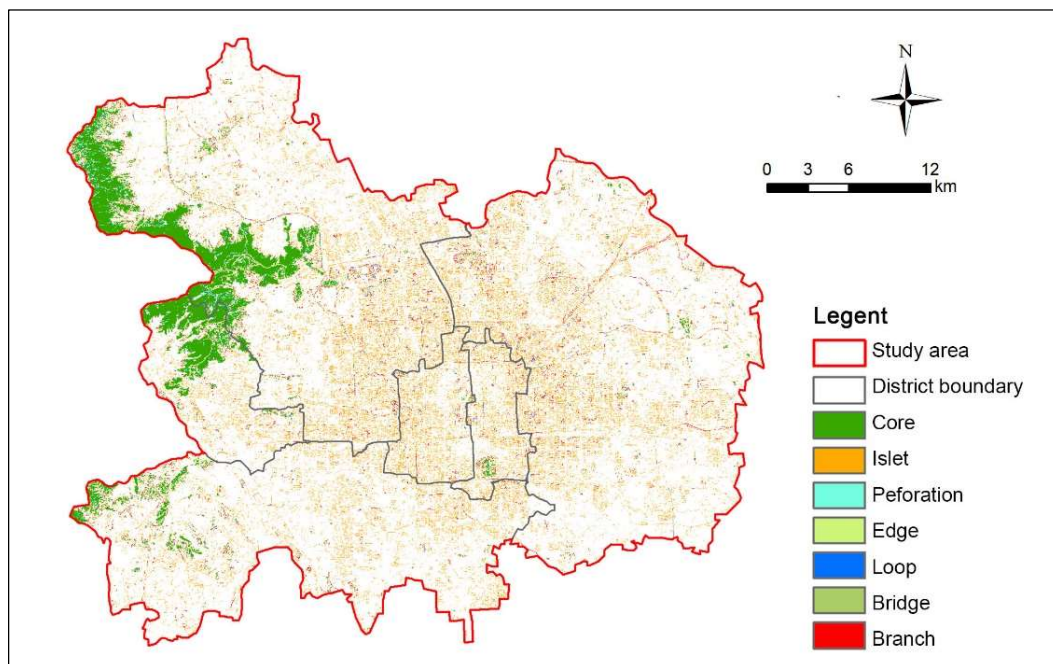 N
0 3 6 12
km
Legent
Study area
District boundary
Core
Islet
Peforation
Edge
Loop
Bridge
Branch